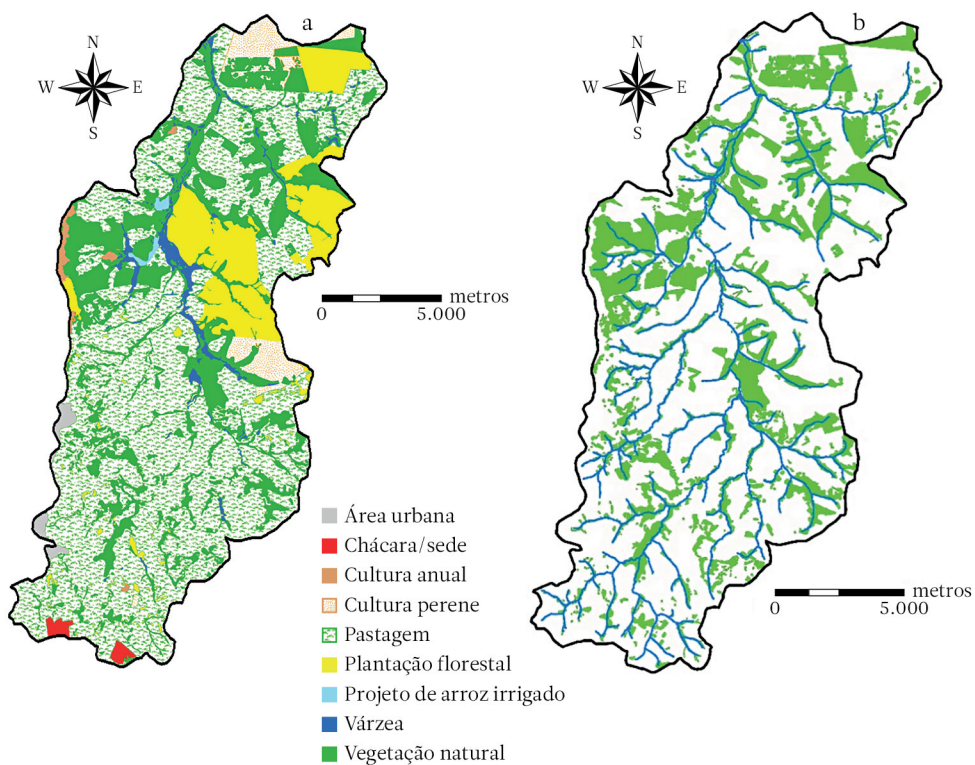 a
N
W E
S
metros
0 5.000
Área urbana
Chácara/sede
Cultura anual
Cultura perene
Pastagem
Plantação florestal
Projeto de arroz irrigado
Várzea
Vegetação natural
b
N
W E
S
metros
0 5.000